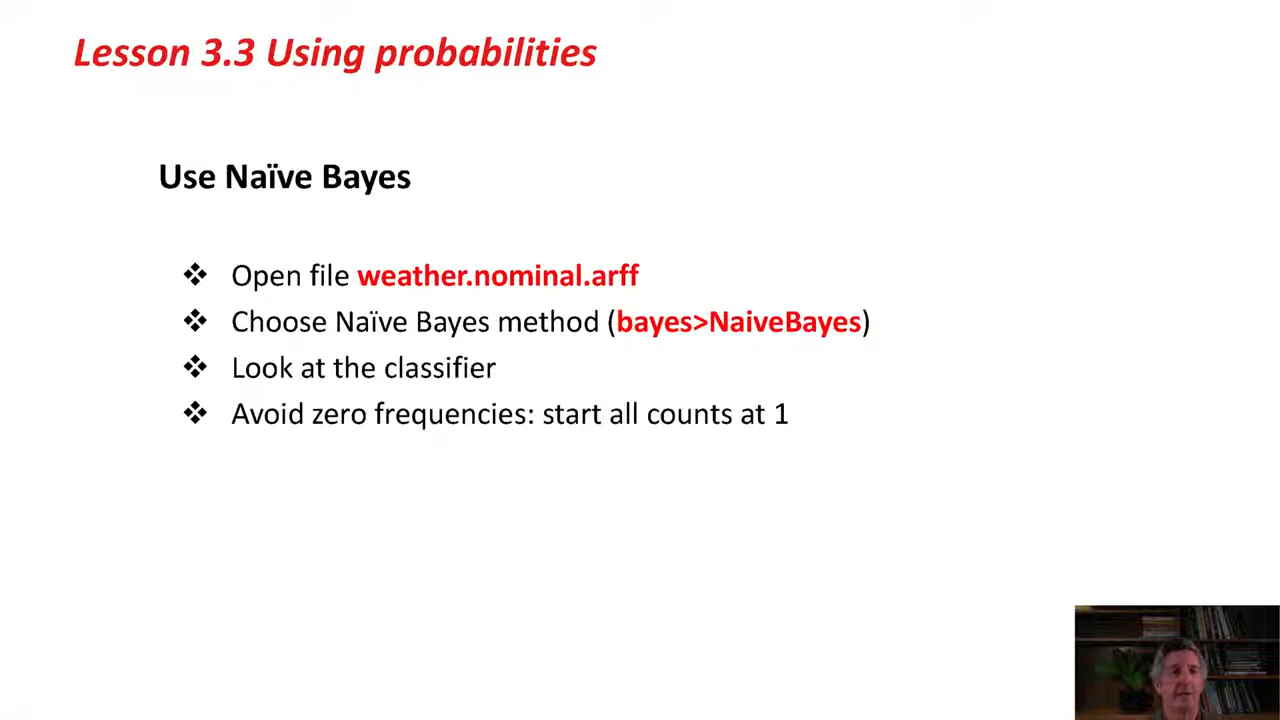 Lesson 3.3 Using probabilities
Use Naïve Bayes
❖ Open file weather.nominal.arff
❖ Choose Naïve Bayes method (bayes>NaiveBayes)
❖ Look at the classifier
❖ Avoid zero frequencies: start all counts at 1